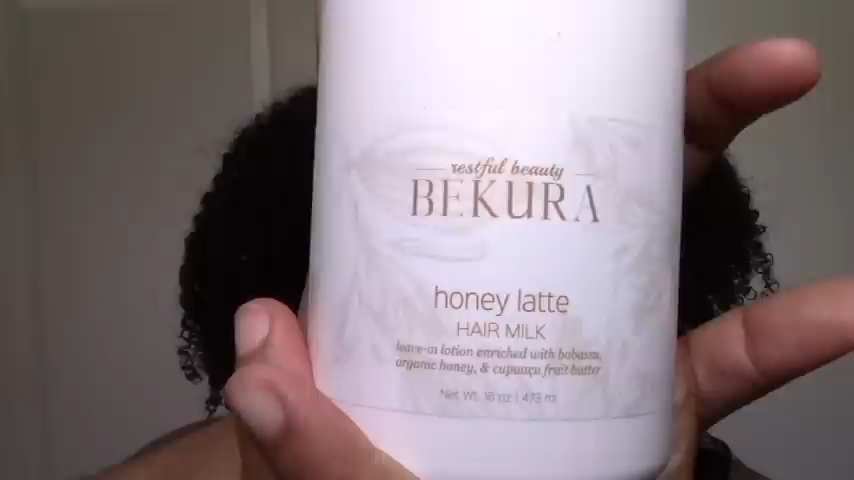 restful beauty
BEKURA
honey latte
HAIR MILK
leave-in lotion enriched with babassu,
organic honey, & cupuaçu fruit butter
Net Wt. 16 oz | 473 m